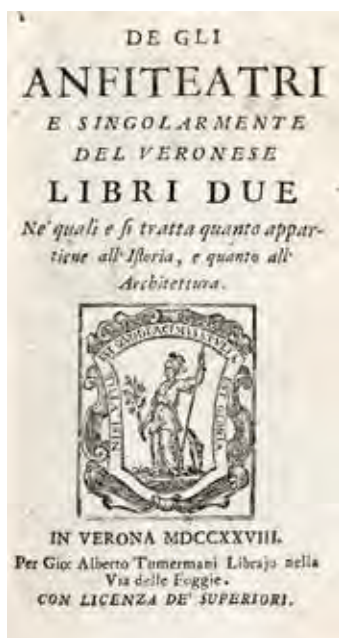 DE GLI
ANFITEATRI
E SINGOLARMENTE
DEL VERONESE
LIBRI DUE
Ne' quali e si tratta quanto appar-
tiene all' Istoria, e quanto all'
Architettura.
IN VERONA MDCCXXVIII.
Per Gio: Alberto Tumermani Librajo nella
Via delle Foggie.
CON LICENZA DE' SUPERIORI.